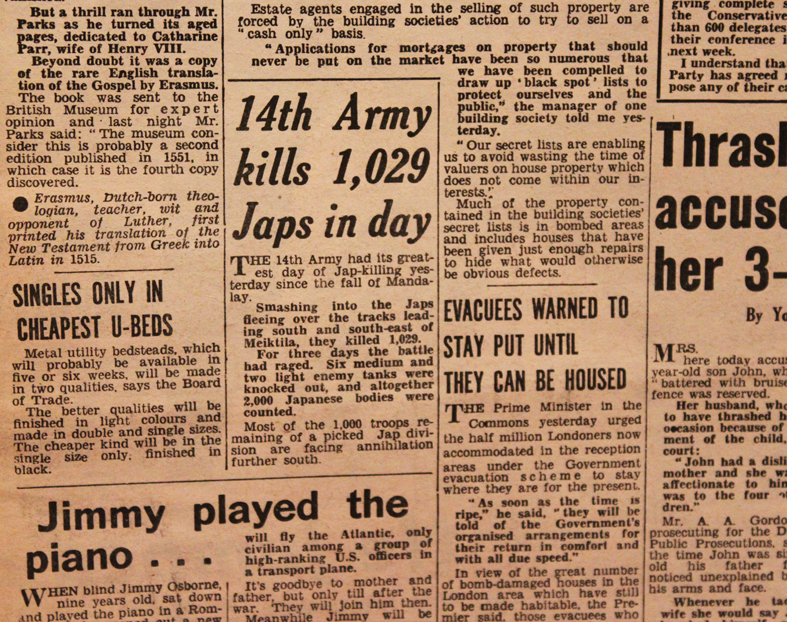 But a thrill ran through Mr.
Parks as he turned its aged
pages, dedicated to Catharine
Parr, wife of Henry VIII.
Beyond doubt it was a copy
of the rare English transla-
tion of the Gospel by Erasmus.
The book was sent to the
British Museum for expert
opinion and last night Mr.
Parks said: "The museum con-
sider this is probably a second
edition published in 1551, in
which case it is the fourth copy
discovered.
● Erasmus, Dutch-born theo-
logian, teacher, wit and
opponent of Luther, first
printed his translation of the
New Testament from Greek into
Latin in 1515.
SINGLES ONLY IN
CHEAPEST U-BEDS
Metal utility bedsteads, which
will probably be available in
five or six weeks, will be made
in two qualities, says the Board
of Trade.
The better qualities will be
finished in light colours and
made in double and single sizes.
The cheaper kind will be in the
single size only, finished in
black.
Estate agents engaged in the selling of such property are
forced by the building societies' action to try to sell on a
"cash only" basis.
"Applications for mortgages on property that should
never be put on the market have been so numerous that
we have been compelled to
draw up 'black spot' lists to
protect ourselves and the
public," the manager of one
building society told me yes-
terday.
"Our secret lists are enabling
us to avoid wasting the time of
valuers on house property which
does not come within our in-
terests."
Much of the property con-
tained in the building societies'
secret lists is in bombed areas
and includes houses that have
been given just enough repairs
to hide what would otherwise
be obvious defects.
14th Army
kills 1,029
Japs in day
THE 14th Army had its great-
est day of Jap-killing yes-
terday since the fall of Manda-
lay.
Smashing into the Japs
fleeing over the tracks lead-
ing south and south-east of
Meiktila, they killed 1,029.
For three days the battle
had raged. Six medium and
two light enemy tanks were
knocked out, and altogether
2,000 Japanese bodies were
counted.
Most of the 1,000 troops re-
maining of a picked Jap divi-
sion are facing annihilation
further south.
EVACUEES WARNED TO
STAY PUT UNTIL
THEY CAN BE HOUSED
THE Prime Minister in the
Commons yesterday urged
the half million Londoners now
accommodated in the reception
areas under the Government
evacuation scheme to stay
where they are for the present.
"As soon as the time is
ripe," he said, "they will be
told of the Government's
organised arrangements for
their return in comfort and
with all due speed."
In view of the great number
of bomb-damaged houses in the
London area which have still
to be made habitable, the Pre-
mier said, those evacuees who
Jimmy played the
piano . . .
WHEN blind Jimmy Osborne,
nine years old, sat down
and played the piano in a Rom-
will fly the Atlantic, only
civilian among a group of
high-ranking U.S. officers in
a transport plane.
It's goodbye to mother and
father, but only till after the
war. They will join him then.
Meanwhile Jimmy will be
giving complete
the Conservative
than 600 delegates
their conference i
next week.
I understand tha
Party has agreed
pose any of their ca
Thrash
accuse
her 3-
By Yo
MRS.
here today accu
year-old son John, wh
"battered with bruise
fence was reserved.
Her husband, who
to have thrashed h
occasion because of
ment of the child,
court:
"John had a disli
mother and she wa
affectionate to him
was to the four
dren."
Mr. A. A. Gordo
prosecuting for the D
Public Prosecutions, s
the time John was si
old his father
noticed unexplained b
his arms and face.
Whenever he ta
wife she would say